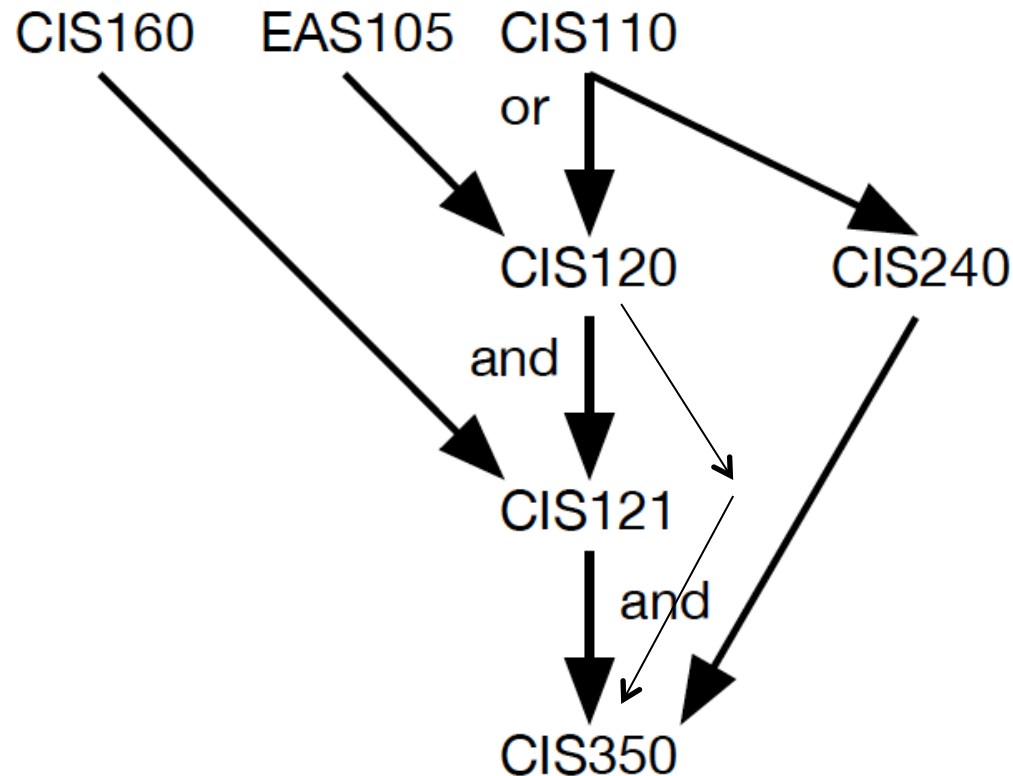 CIS160 EAS105 CIS110
or
CIS120 CIS240
and
CIS121
and
CIS350